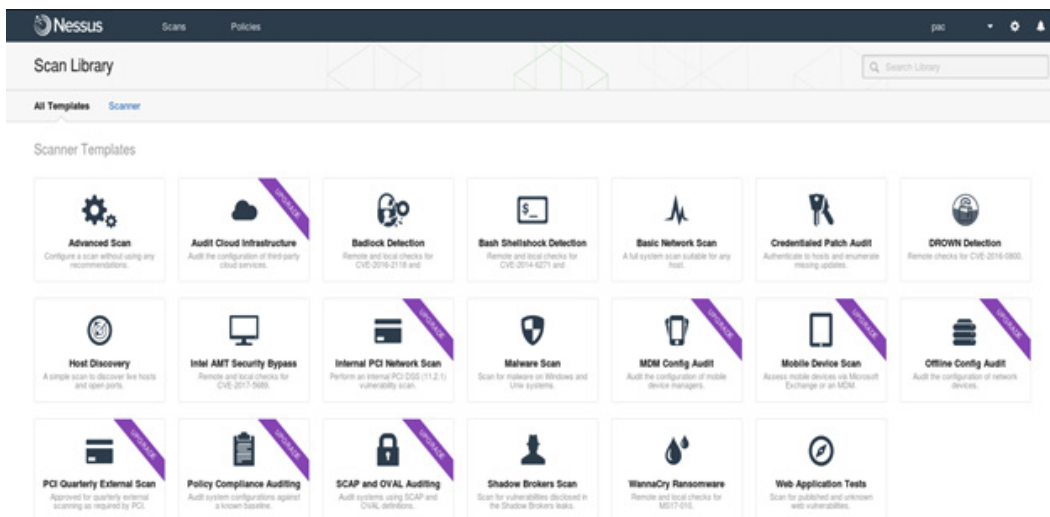 Nessus Scans Policies pac
Scan Library
Search Library
All Templates Scanner
Scanner Templates
UPGRADE
Advanced Scan
Configure a scan without using any
recommendations.
Audit Cloud Infrastructure
Audit the configuration of third-party
cloud services.
Badlock Detection
Remote and local checks for
CVE-2016-2118 and
Bash Shellshock Detection
Remote and local checks for
CVE-2014-6271 and
Basic Network Scan
A full system scan suitable for any
host.
Credentialed Patch Audit
Authenticate to hosts and enumerate
missing updates.
DROWN Detection
Remote checks for CVE-2016-0800.
UPGRADE
UPGRADE
UPGRADE
UPGRADE
Host Discovery
A simple scan to discover live hosts
and open ports.
Intel AMT Security Bypass
Remote and local checks for
CVE-2017-5689.
Internal PCI Network Scan
Perform an internal PCI DSS (11.2.1)
vulnerability scan.
Malware Scan
Scan for malware on Windows and
Unix systems.
MDM Config Audit
Audit the configuration of mobile
device managers.
Mobile Device Scan
Assess mobile devices via Microsoft
Exchange or an MDM.
Offline Config Audit
Audit the configuration of network
devices.
UPGRADE
UPGRADE
UPGRADE
PCI Quarterly External Scan
Approved for quarterly external
scanning as required by PCI.
Policy Compliance Auditing
Audit system configurations against
a known baseline.
SCAP and OVAL Auditing
Audit systems using SCAP and
OVAL definitions.
Shadow Brokers Scan
Scan for vulnerabilities disclosed in
the Shadow Brokers leaks.
WannaCry Ransomware
Remote and local checks for
MS17-010.
Web Application Tests
Scan for published and unknown
web vulnerabilities.
$_